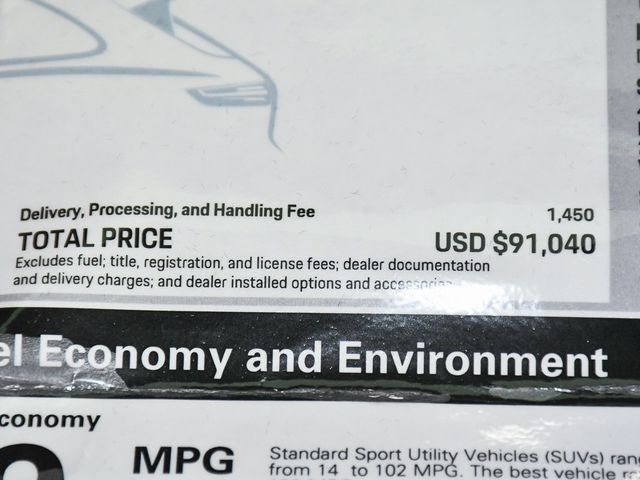 Delivery, Processing, and Handling Fee 1,450
TOTAL PRICE USD $91,040
Excludes fuel; title, registration, and license fees; dealer documentation
and delivery charges; and dealer installed options and accessories
el Economy and Environment
conomy
MPG Standard Sport Utility Vehicles (SUVs) ran
from 14 to 102 MPG. The best vehicle r